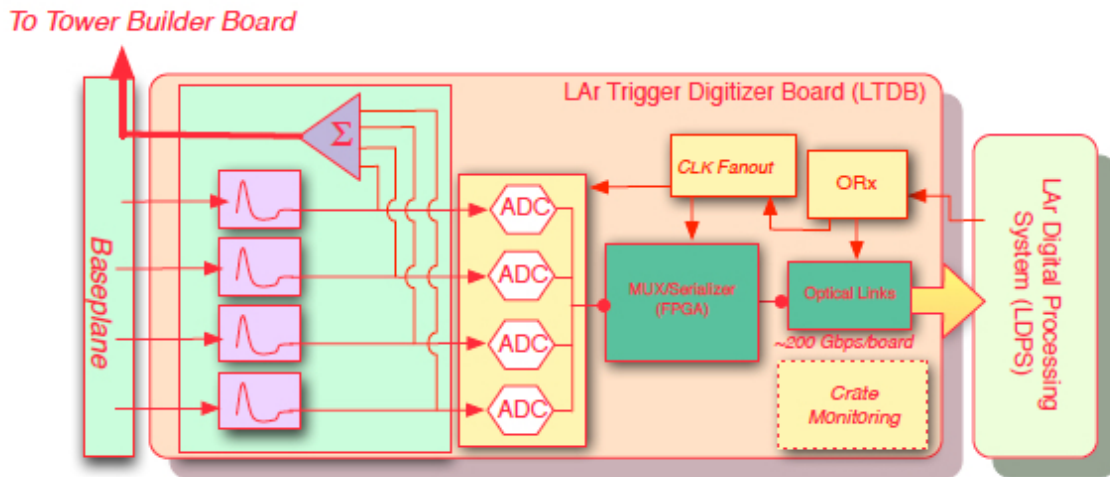 To Tower Builder Board
LAr Trigger Digitizer Board (LTDB)
Σ
CLK Fanout
ORx
ADC
ADC
ADC
ADC
MUX/Serializer
(FPGA)
Optical Links
~200 Gbps/board
Crate
Monitoring
Baseplane
LAr Digital Processing
System (LDPS)